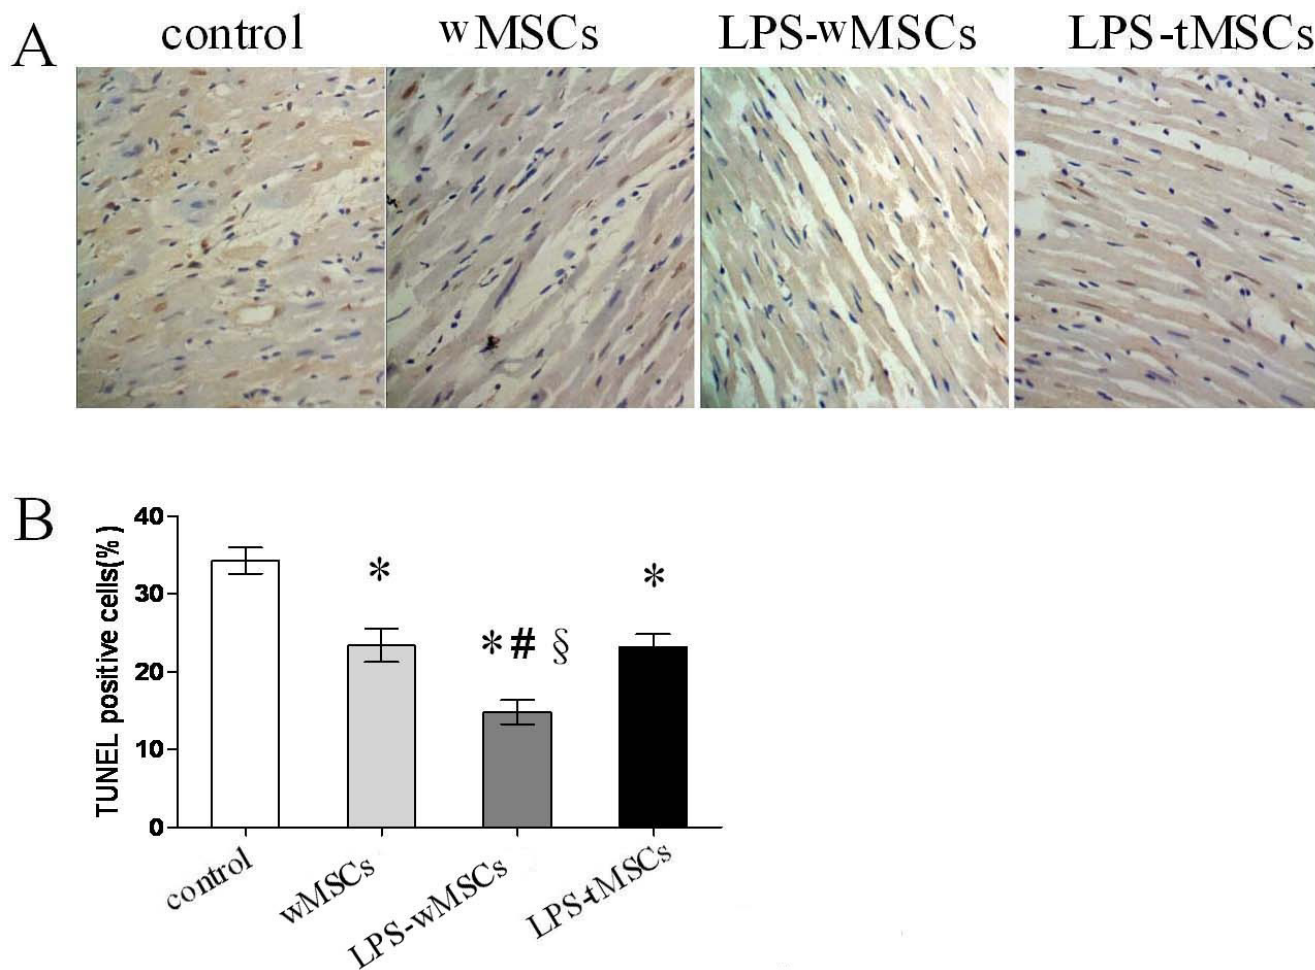 A control wMSCs LPS-wMSCs LPS-tMSCs
B
TUNEL positive cells(%)
40
30
20
10
0
*
*# §
*
control wMSCs LPS-wMSCs LPS-tMSCs